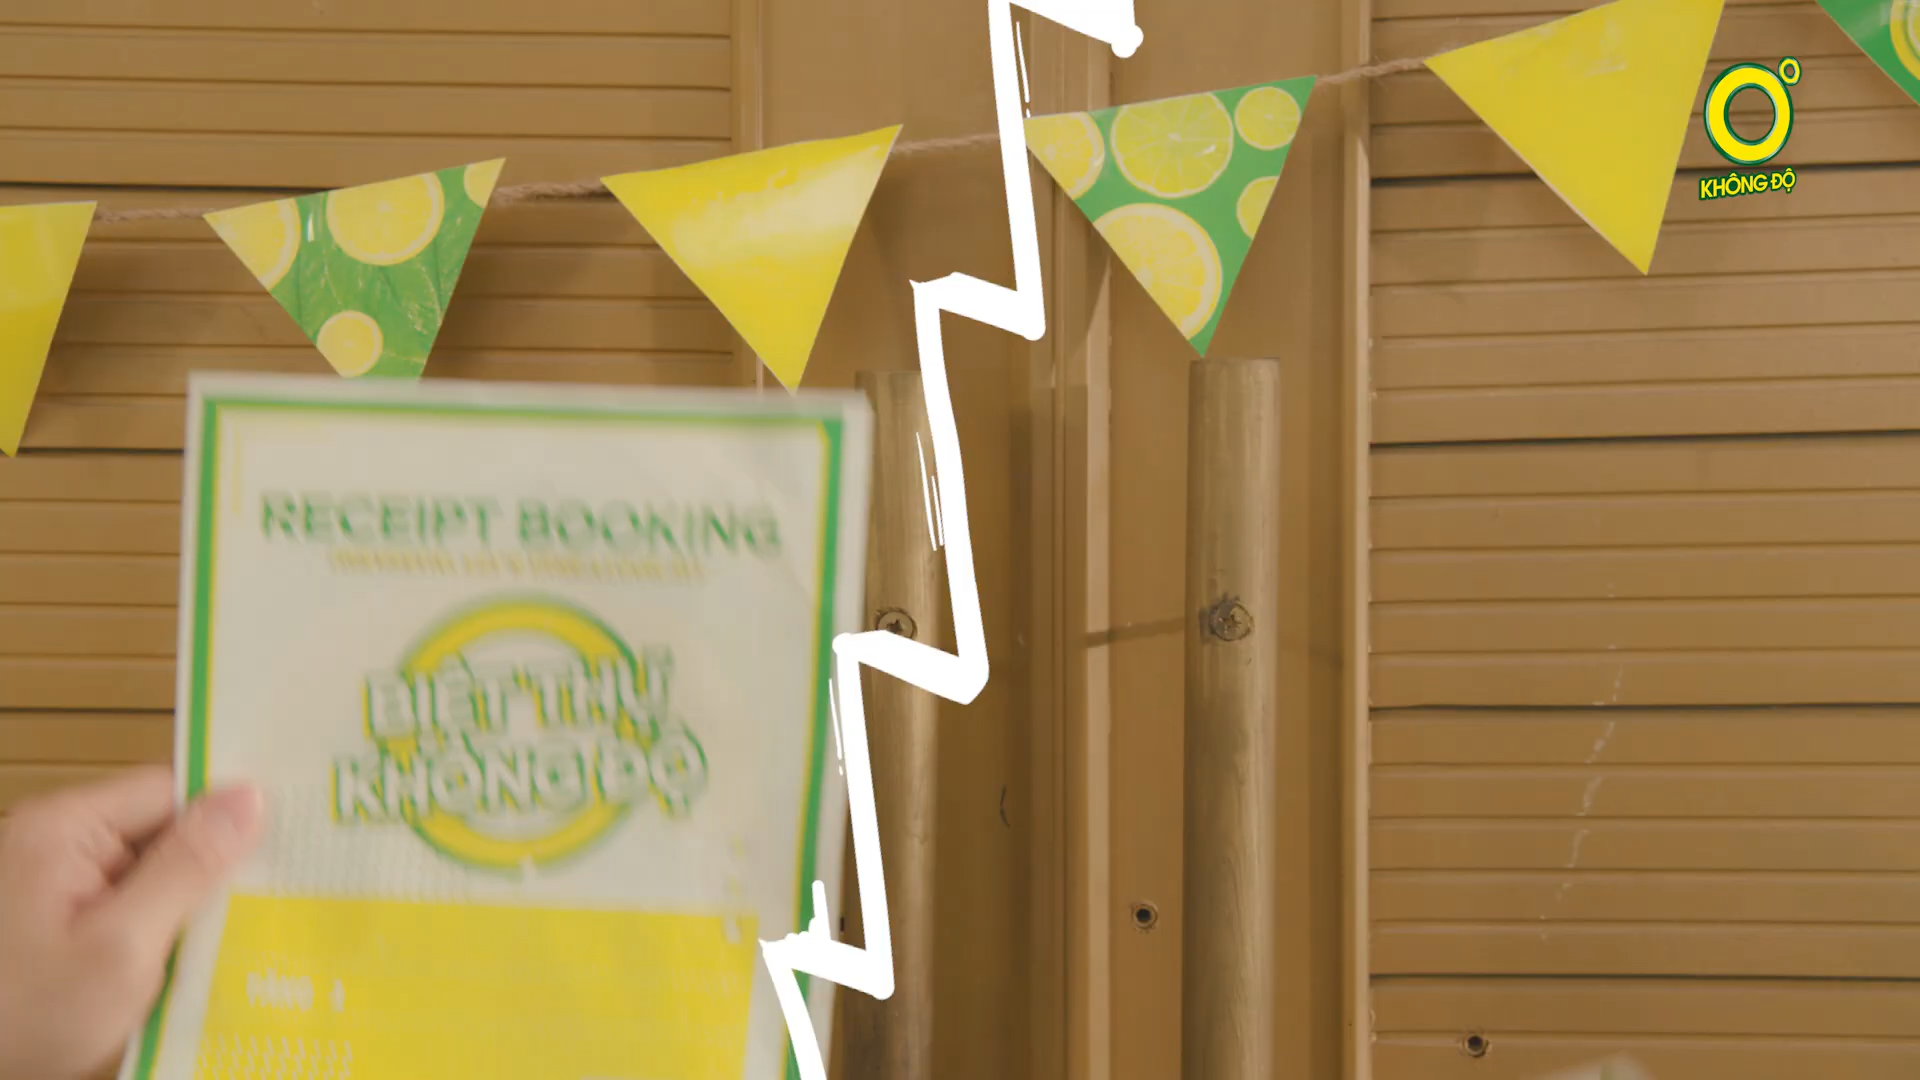 KHÔNG ĐỘ
RECEIPT BOOKING
BIỆT THỰ
KHÔNG ĐỘ